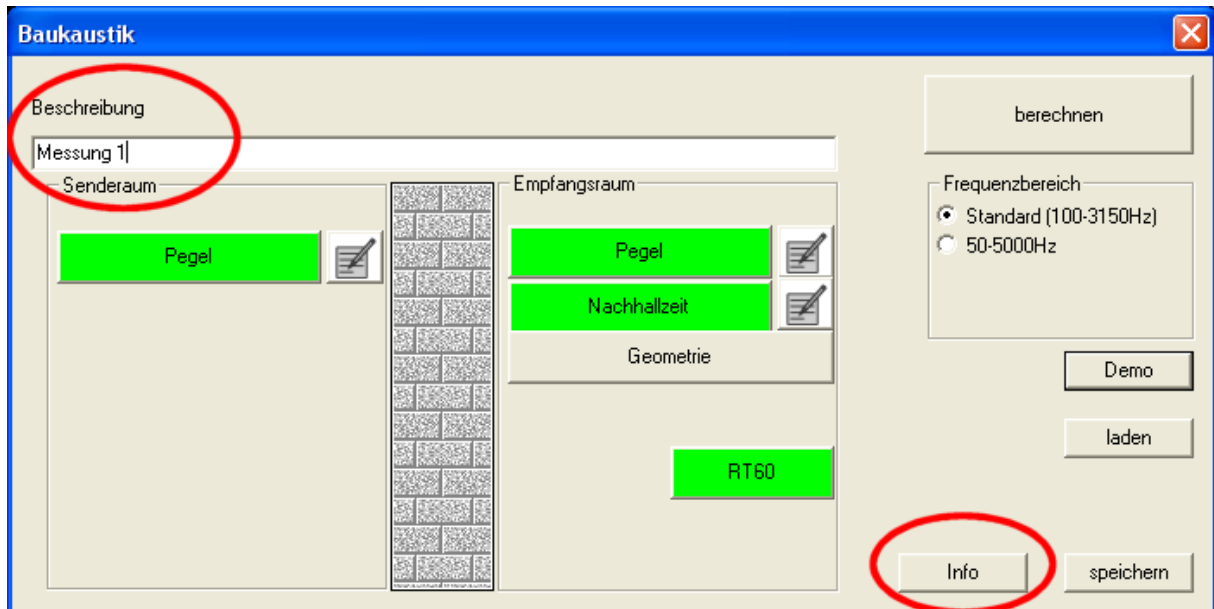 Baukaustik
Beschreibung
Messung 1
berechnen
Senderaum
Pegel
Empfangsraum
Pegel
Nachhallzeit
Geometrie
RT60
Frequenzbereich
Standard (100-3150Hz)
50-5000Hz
Demo
laden
Info
speichern